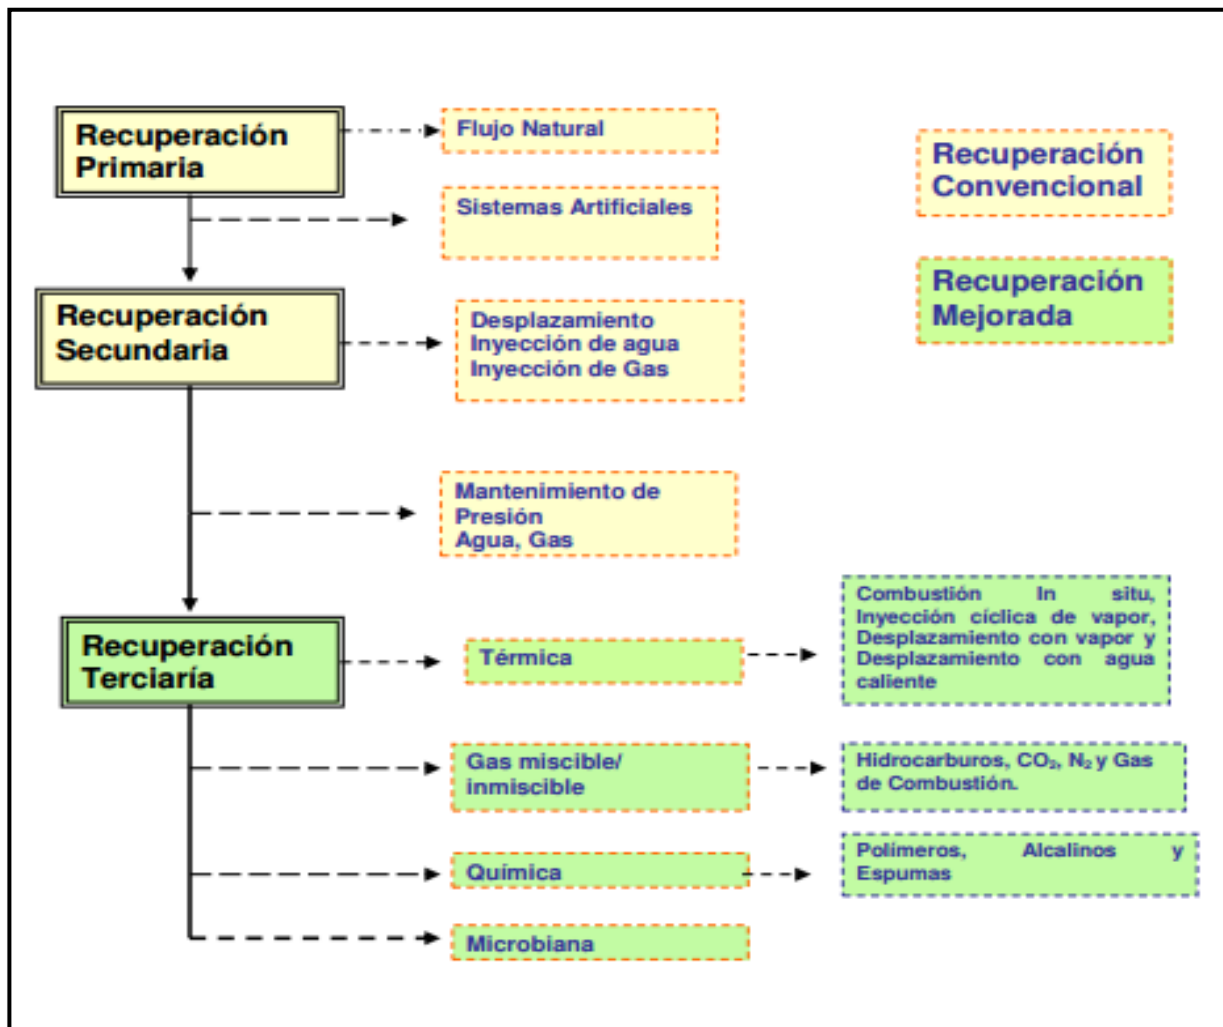 Recuperación
Primaria
Flujo Natural
Recuperación
Convencional
Sistemas Artificiales
Recuperación
Mejorada
Recuperación
Secundaria
Desplazamiento
Inyección de agua
Inyección de Gas
Mantenimiento de
Presión
Agua, Gas
Recuperación
Terciaría
Térmica
Combustión In situ,
Inyección cíclica de vapor,
Desplazamiento con vapor y
Desplazamiento con agua
caliente
Gas miscible/
inmiscible
Hidrocarburos, CO₂, N₂ y Gas
de Combustión.
Química
Polímeros, Alcalinos y
Espumas
Microbiana